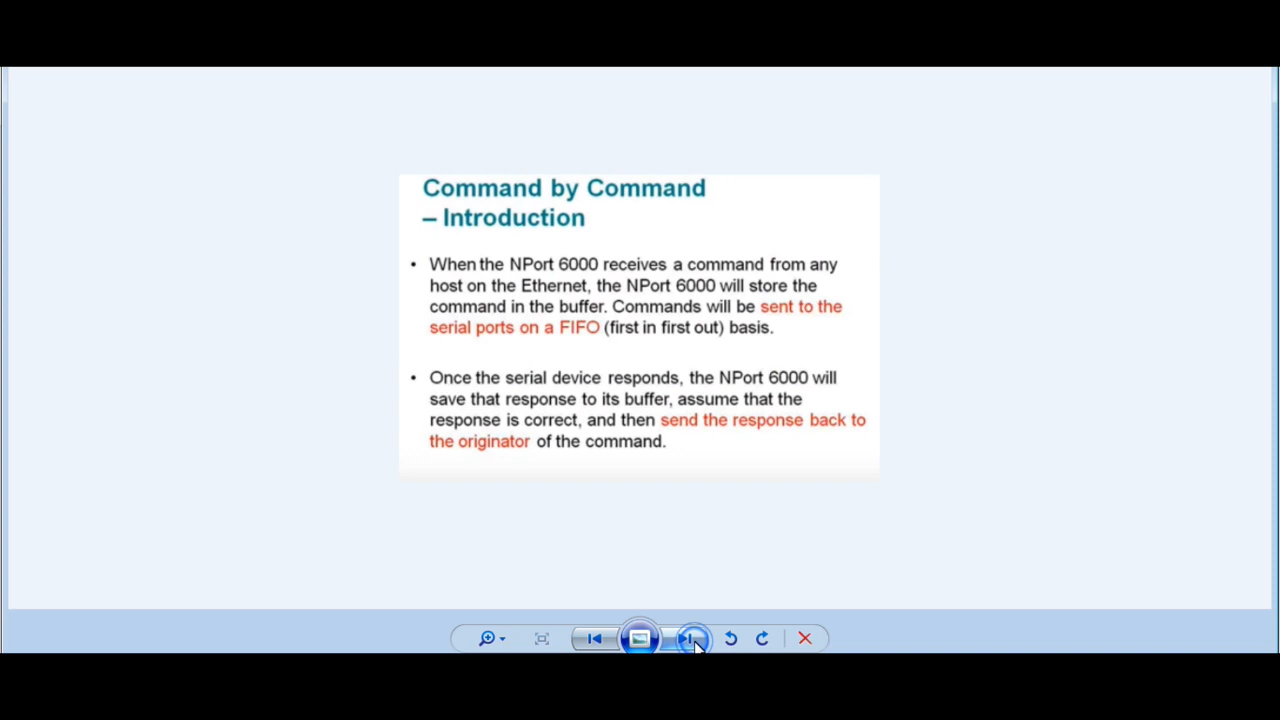 Command by Command
– Introduction
• When the NPort 6000 receives a command from any
host on the Ethernet, the NPort 6000 will store the
command in the buffer. Commands will be sent to the
serial ports on a FIFO (first in first out) basis.
• Once the serial device responds, the NPort 6000 will
save that response to its buffer, assume that the
response is correct, and then send the response back to
the originator of the command.